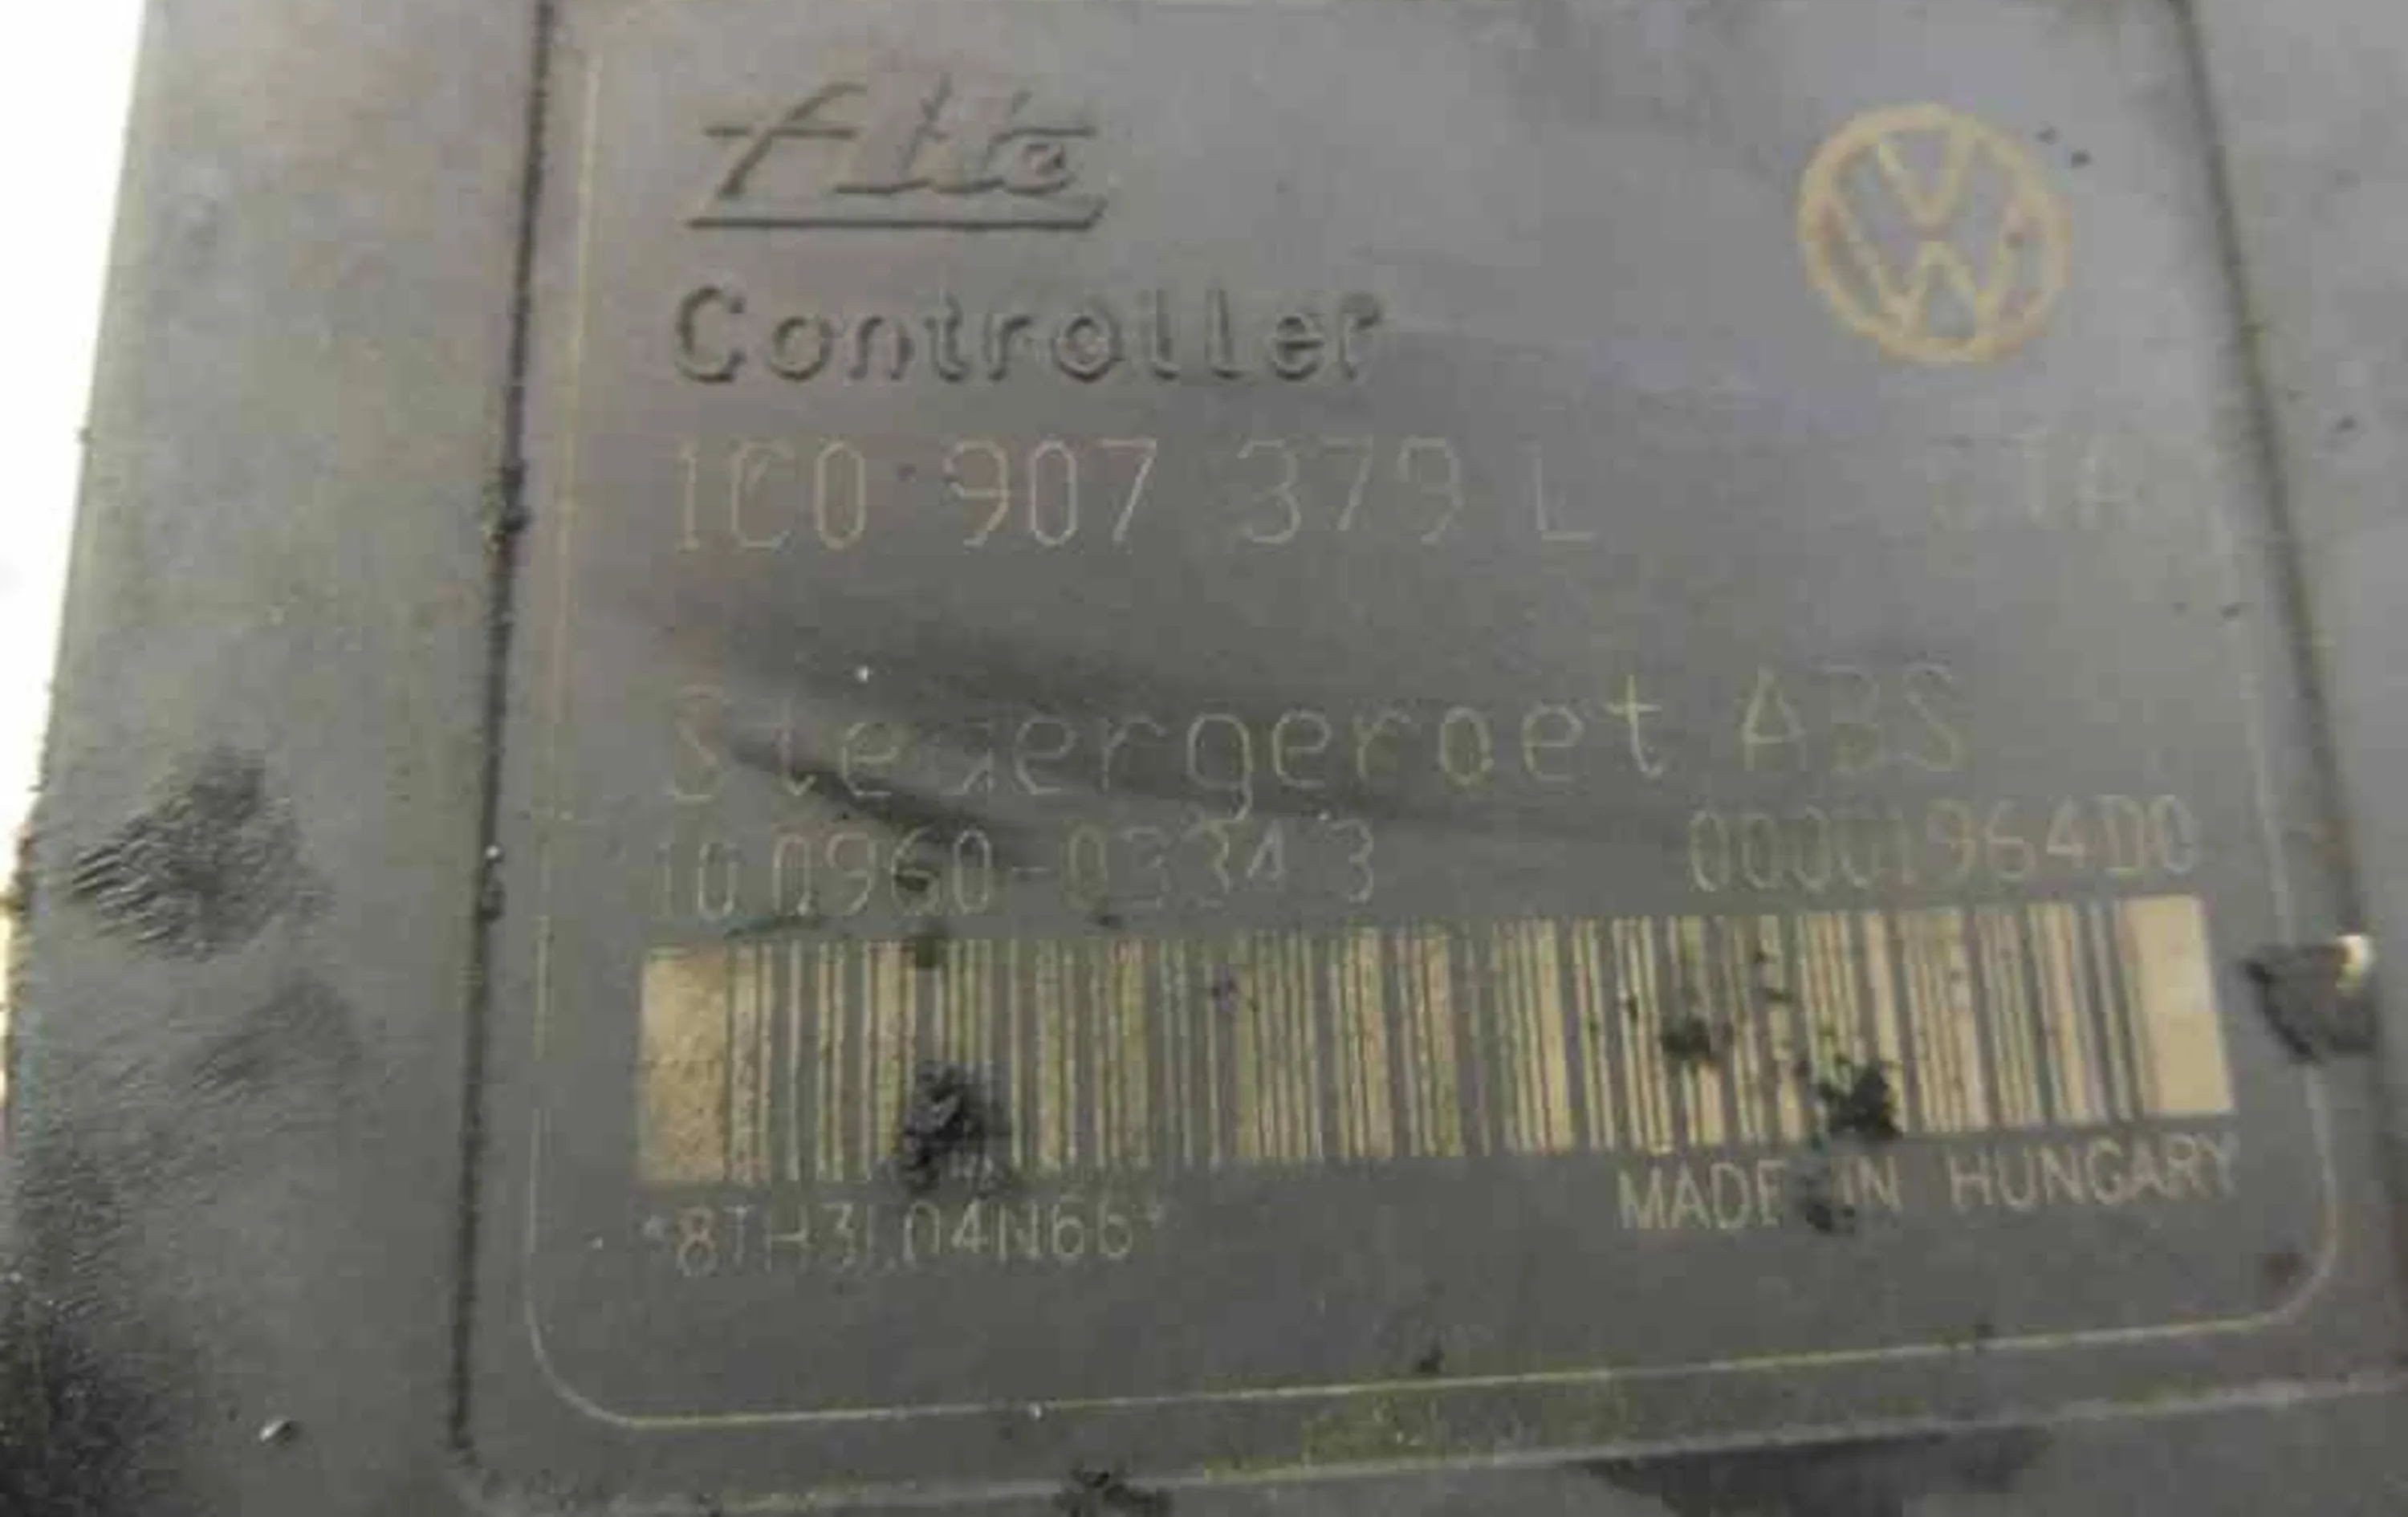 Ate
Controller
1C0 907 379 L
Steuergeraet ABS
10.0960-0334.3 00001964D0
*8TH3L04N66*
MADE IN HUNGARY